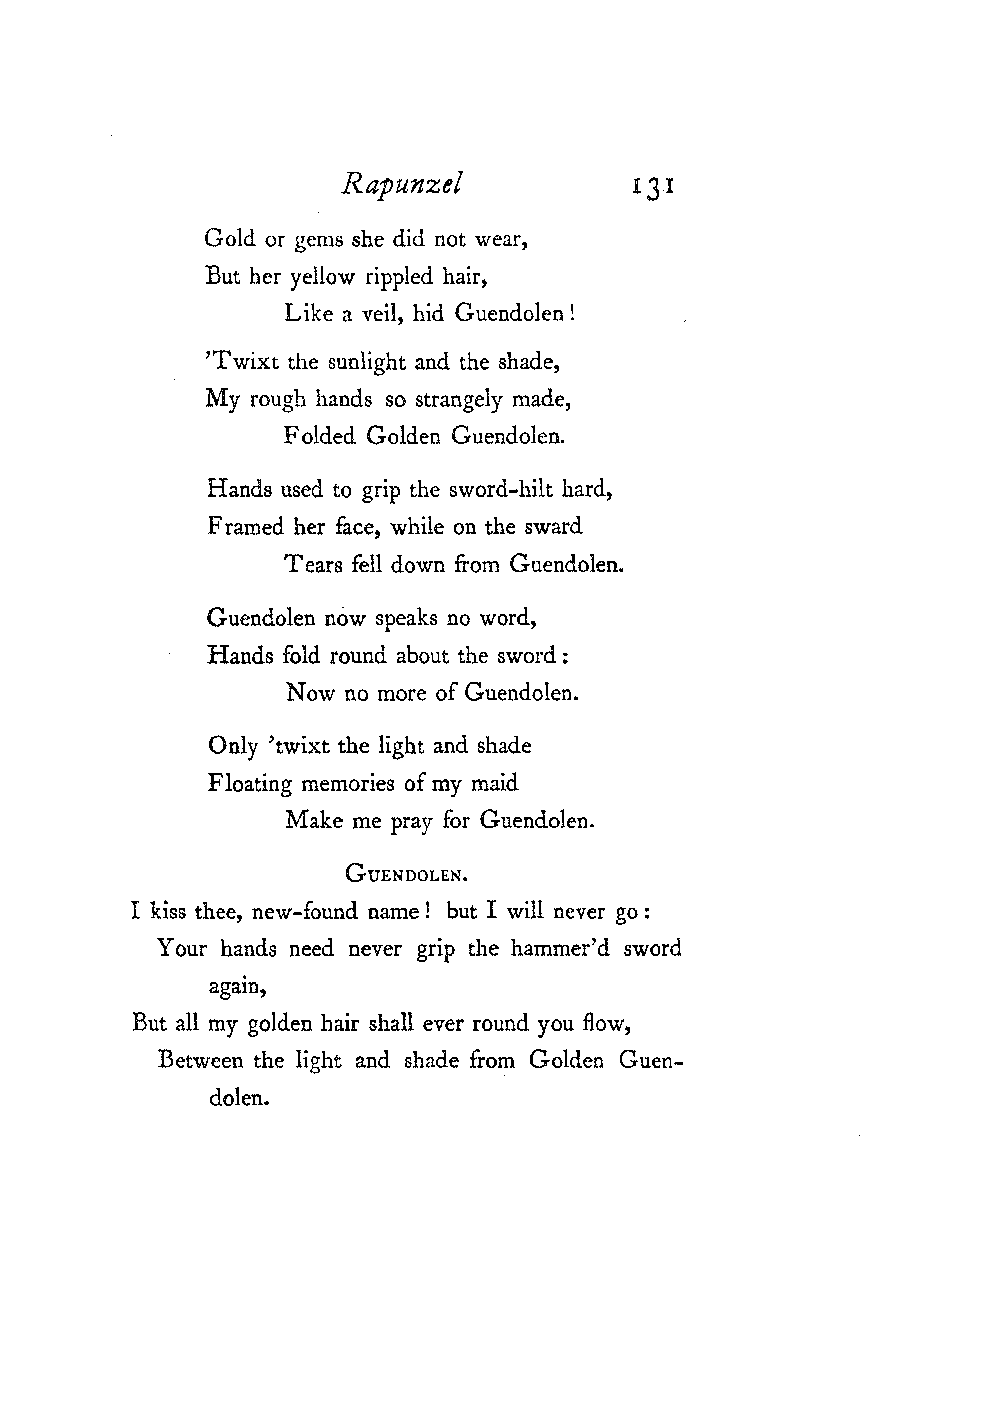 Rapunzel 131
Gold or gems she did not wear,
But her yellow rippled hair,
Like a veil, hid Guendolen!
'Twixt the sunlight and the shade,
My rough hands so strangely made,
Folded Golden Guendolen.
Hands used to grip the sword-hilt hard,
Framed her face, while on the sward
Tears fell down from Guendolen.
Guendolen now speaks no word,
Hands fold round about the sword:
Now no more of Guendolen.
Only 'twixt the light and shade
Floating memories of my maid
Make me pray for Guendolen.
GUENDOLEN.
I kiss thee, new-found name! but I will never go:
Your hands need never grip the hammer'd sword
again,
But all my golden hair shall ever round you flow,
Between the light and shade from Golden Guen-
dolen.